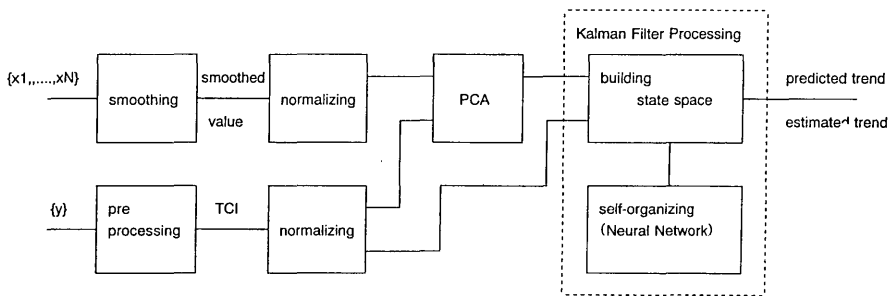 Kalman Filter Processing
{x1,,....,xN}
smoothing
smoothed
value
normalizing
PCA
building
state space
predicted trend
estimated trend
{y}
pre
processing
TCI
normalizing
self-organizing
(Neural Network)